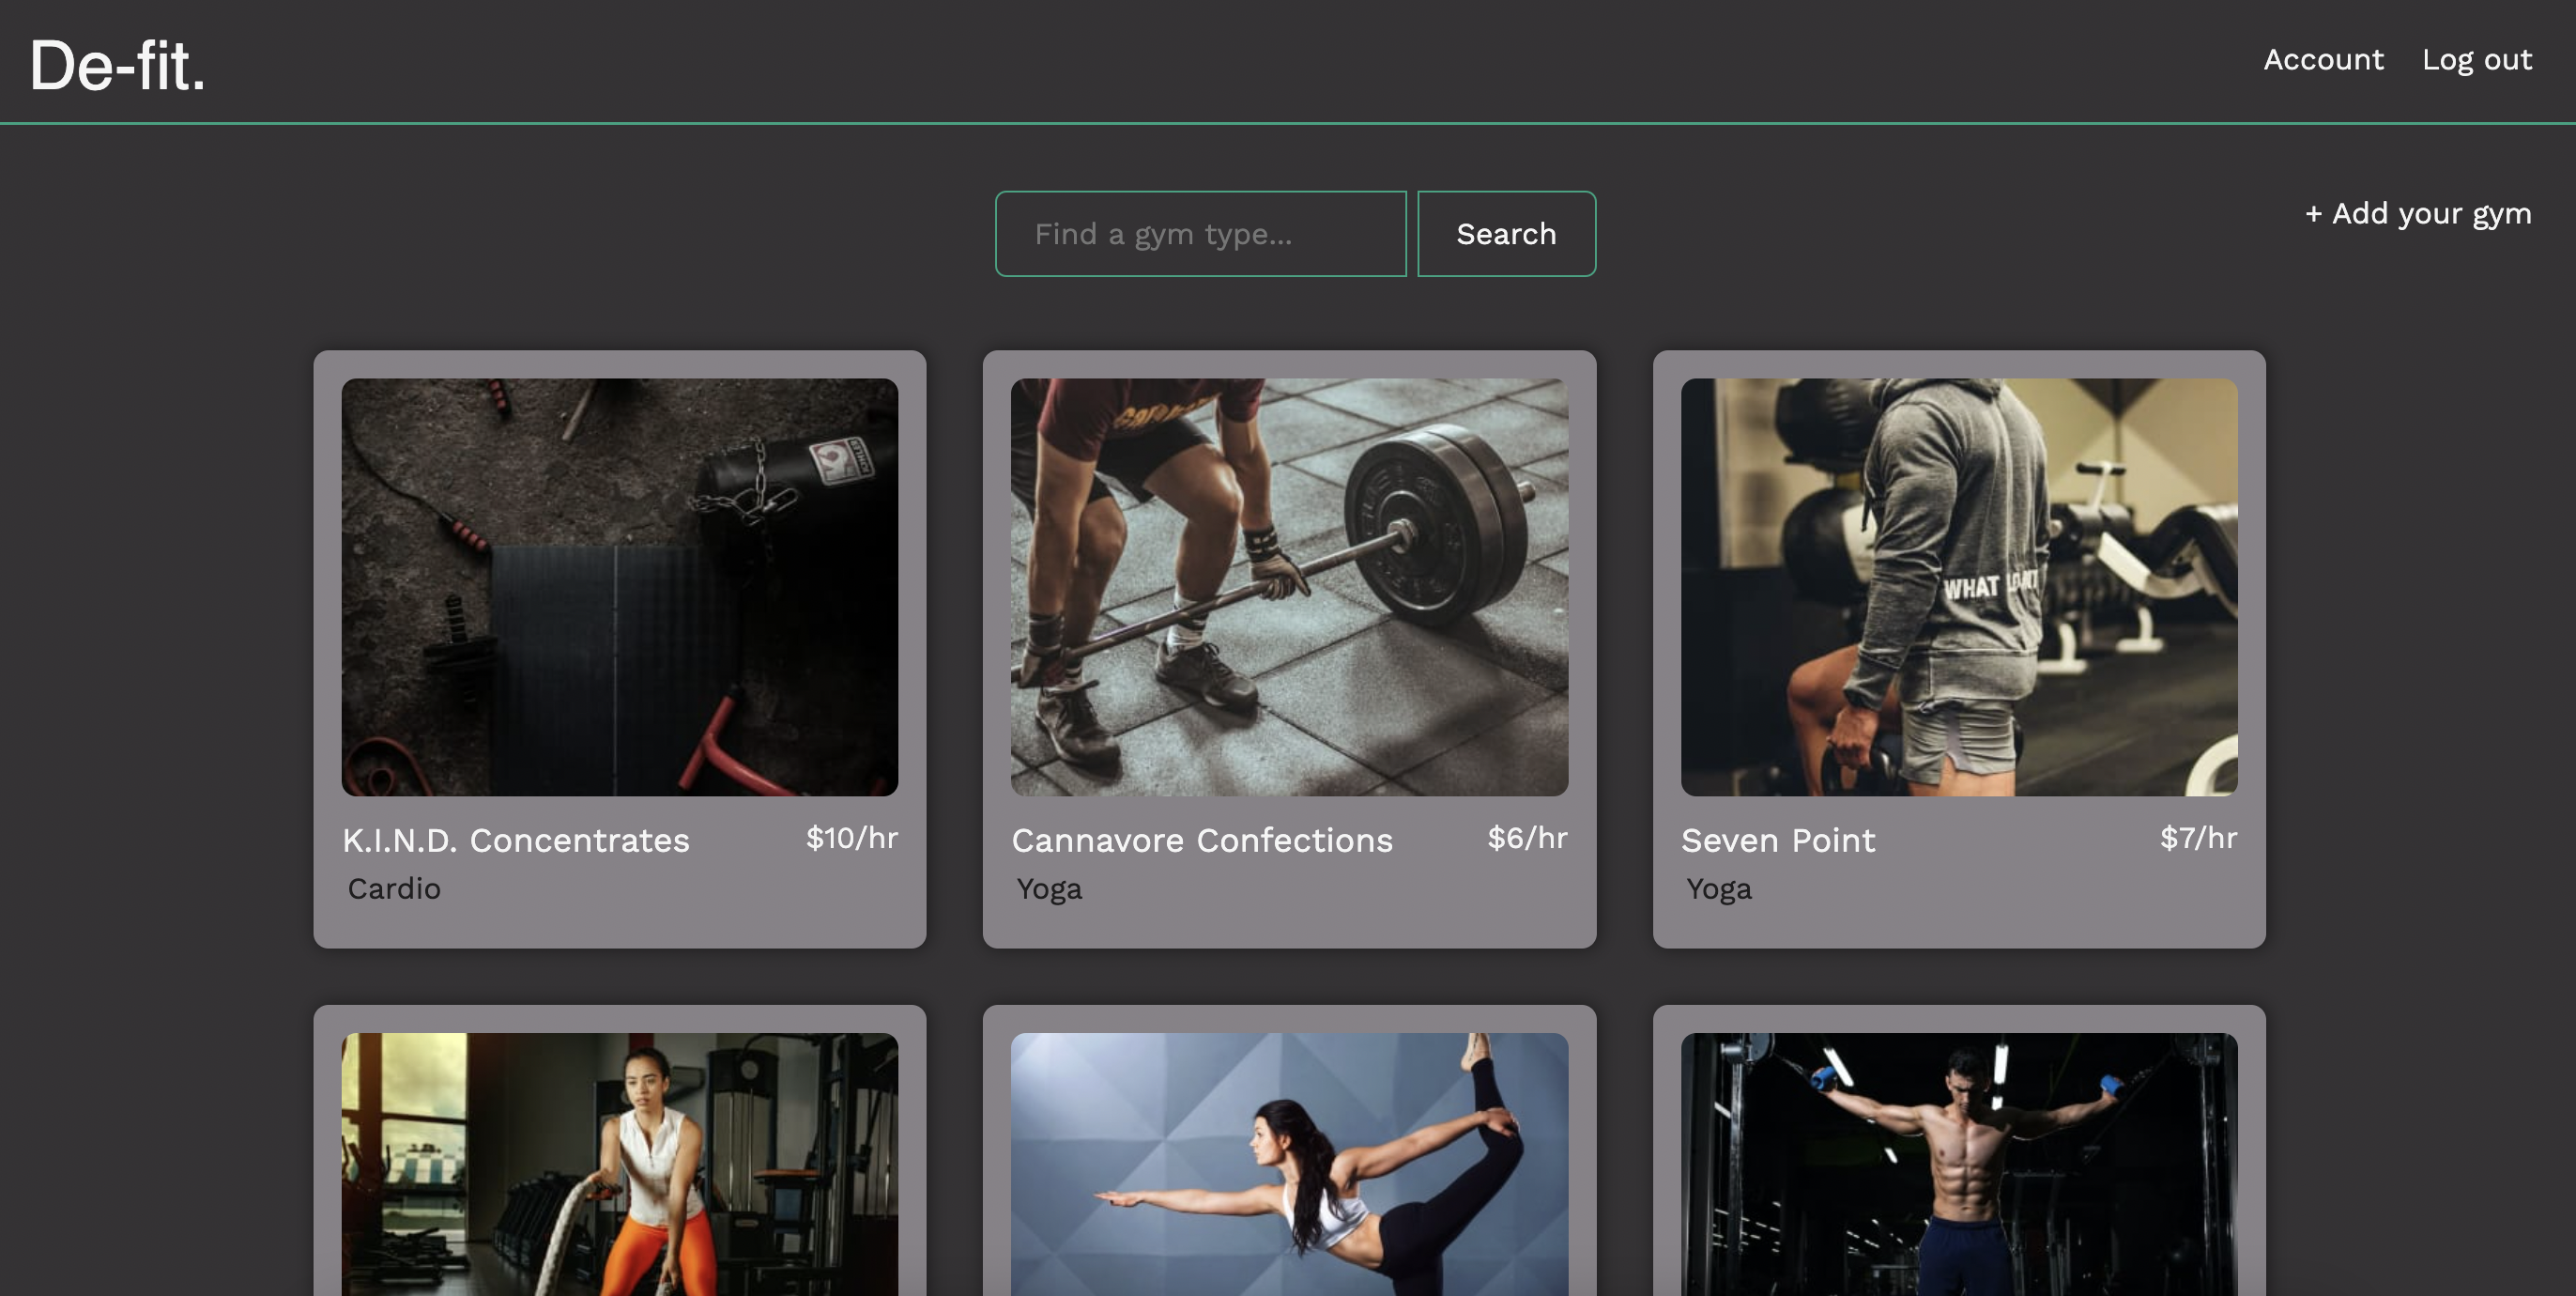 De-fit.
Account Log out
Find a gym type... Search
+ Add your gym
WHAT
K.I.N.D. Concentrates $10/hr
Cardio
Cannavore Confections $6/hr
Yoga
Seven Point $7/hr
Yoga